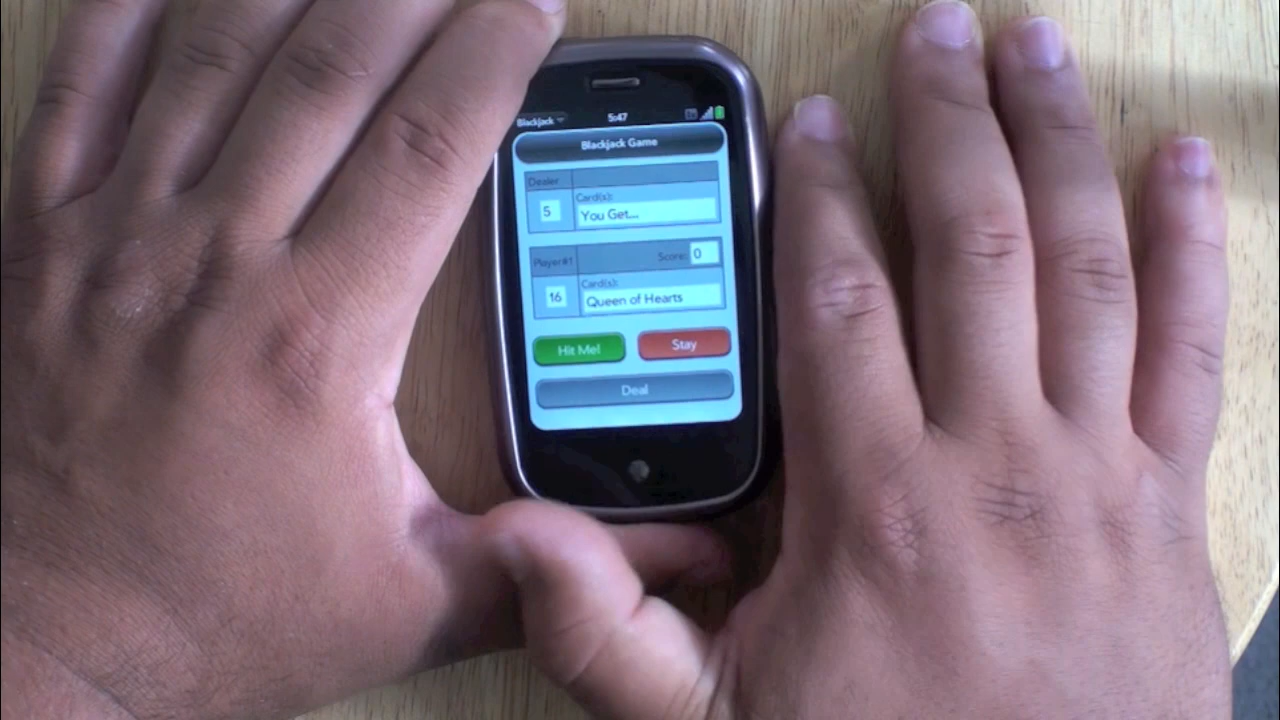 Blackjack 5:47
Blackjack Game
Dealer
Card(s):
5 You Get...
Player#1 Score: 0
Card(s):
16 Queen of Hearts
Hit Me! Stay
Deal